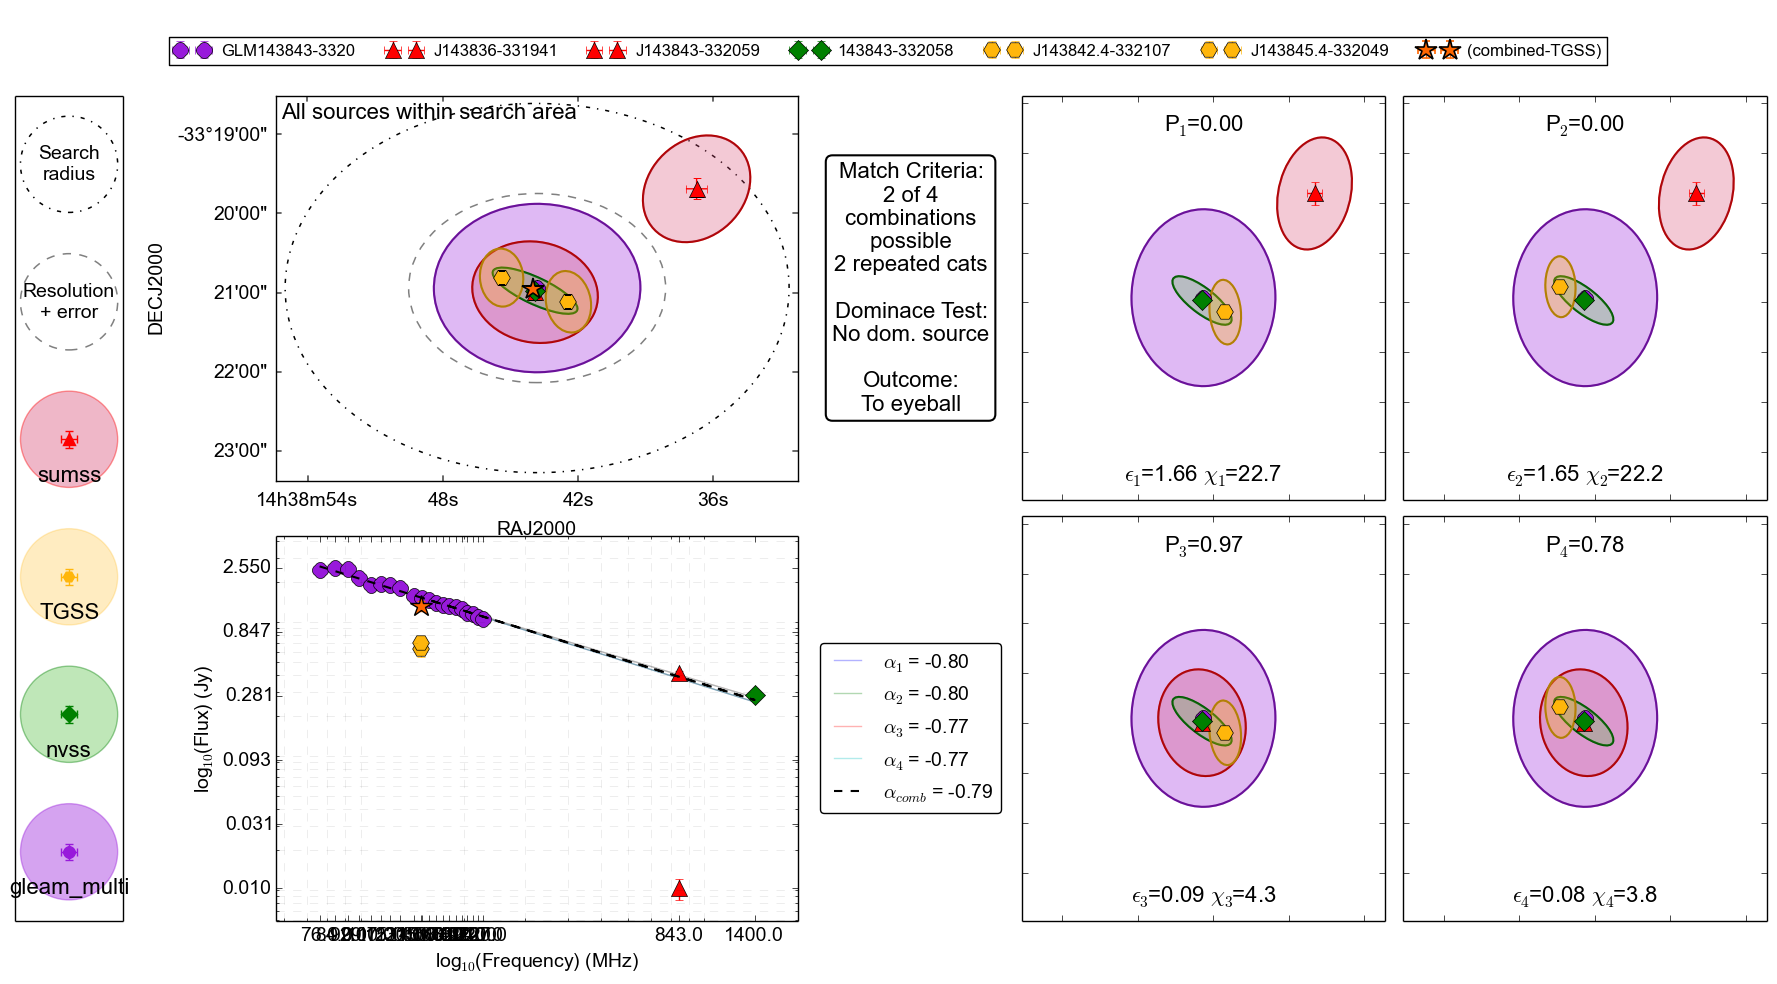 GLM143843-3320 J143836-331941 J143843-332059 143843-332058 J143842.4-332107 J143845.4-332049 (combined-TGSS)
Search
radius
Resolution
+ error
sumss
TGSS
nvss
gleam_multi
All sources within search area
DECJ2000
-33°19'00"
20'00"
21'00"
22'00"
23'00"
14h38m54s 48s 42s 36s
RAJ2000
Match Criteria:
2 of 4
combinations
possible
2 repeated cats
Dominace Test:
No dom. source
Outcome:
To eyeball
P1=0.00
ϵ1=1.66 χ1=22.7
P2=0.00
ϵ2=1.65 χ2=22.2
log10(Flux) (Jy)
2.550
0.847
0.281
0.093
0.031
0.010
843.0 1400.0
log10(Frequency) (MHz)
α1 = -0.80
α2 = -0.80
α3 = -0.77
α4 = -0.77
αcomb = -0.79
P3=0.97
ϵ3=0.09 χ3=4.3
P4=0.78
ϵ4=0.08 χ4=3.8